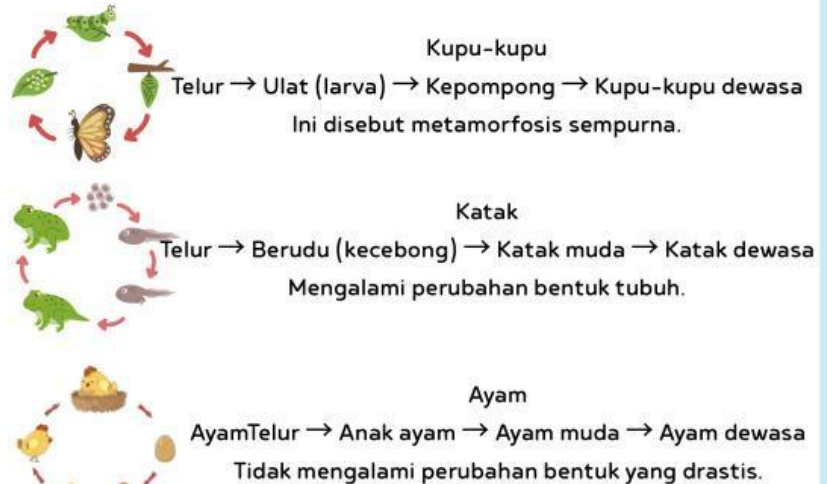 Kupu-kupu
Telur → Ulat (larva) → Kepompong → Kupu-kupu dewasa
Ini disebut metamorfosis sempurna.
Katak
Telur → Berudu (kecebong) → Katak muda → Katak dewasa
Mengalami perubahan bentuk tubuh.
Ayam
AyamTelur → Anak ayam → Ayam muda → Ayam dewasa
Tidak mengalami perubahan bentuk yang drastis.